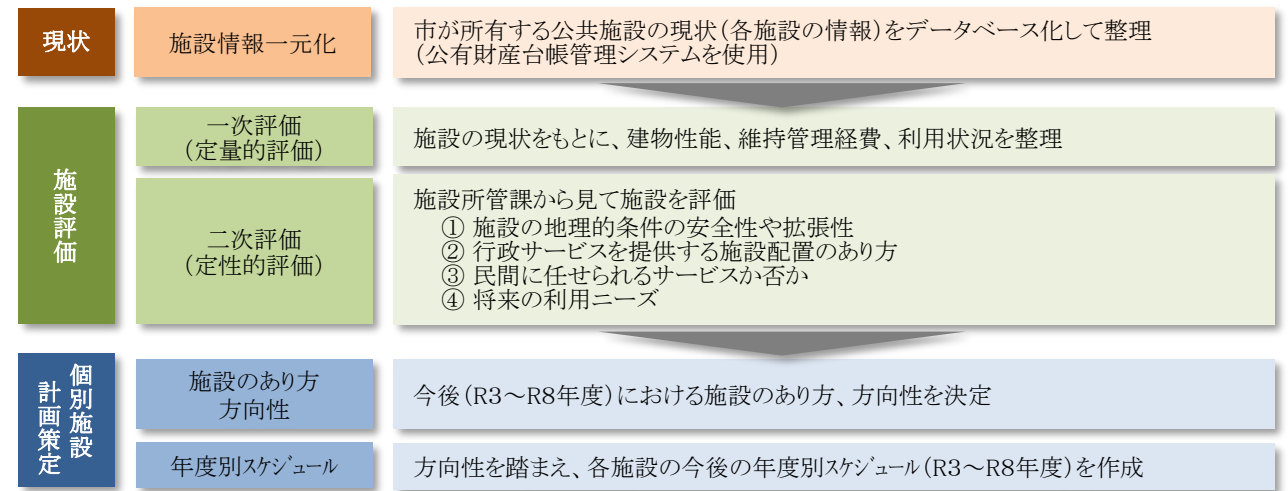 現状
施設情報一元化
市が所有する公共施設の現状(各施設の情報)をデータベース化して整理
(公有財産台帳管理システムを使用)
施設評価
一次評価
(定量的評価)
施設の現状をもとに、建物性能、維持管理経費、利用状況を整理
二次評価
(定性的評価)
施設所管課から見て施設を評価
① 施設の地理的条件の安全性や拡張性
② 行政サービスを提供する施設配置のあり方
③ 民間に任せられるサービスか否か
④ 将来の利用ニーズ
個別施設
計画策定
施設のあり方
方向性
今後(R3～R8年度)における施設のあり方、方向性を決定
年度別スケジュール
方向性を踏まえ、各施設の今後の年度別スケジュール(R3～R8年度)を作成